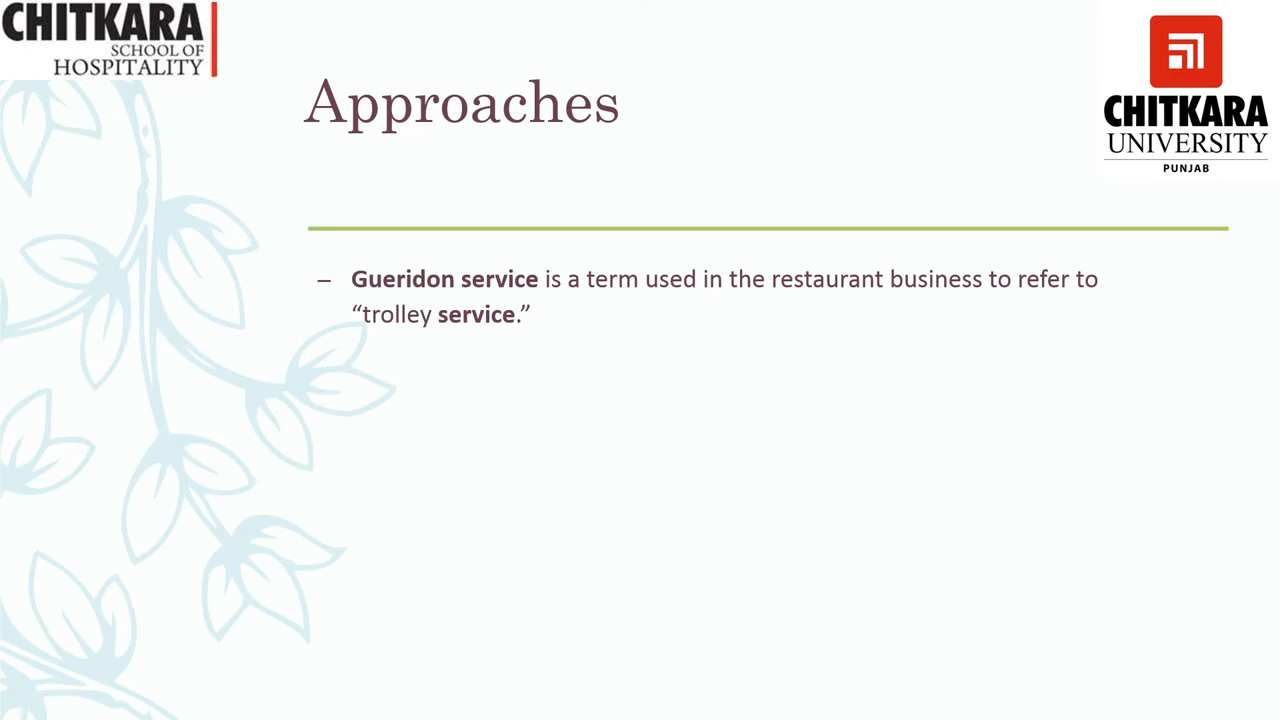 CHITKARA
SCHOOL OF
HOSPITALITY
Approaches
CHITKARA
UNIVERSITY
PUNJAB
– Gueridon service is a term used in the restaurant business to refer to
“trolley service.”